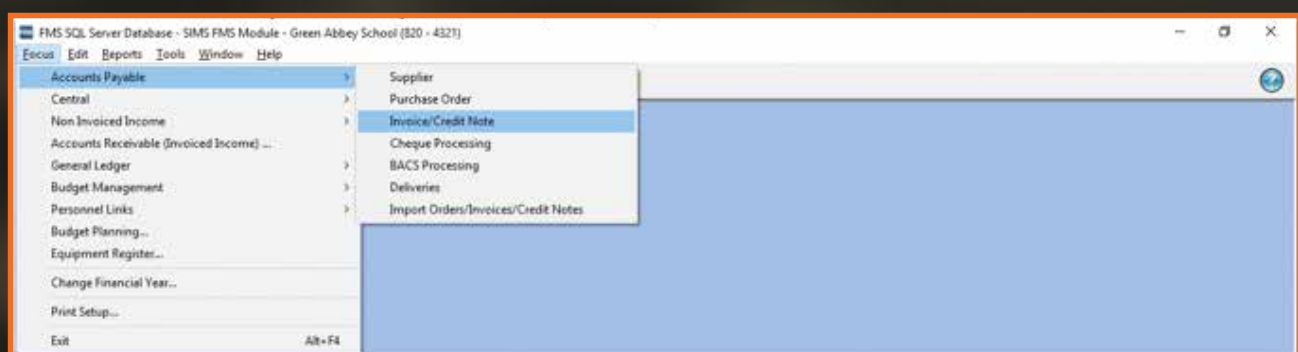 FMS SQL Server Database - SIMS FMS Module - Green Abbey School (820 - 4321)
Focus Edit Reports Tools Window Help
Accounts Payable
Central
Non Invoiced Income
Accounts Receivable (Invoiced Income) ...
General Ledger
Budget Management
Personnel Links
Budget Planning...
Equipment Register...
Change Financial Year...
Print Setup...
Exit Alt+F4
Supplier
Purchase Order
Invoice/Credit Note
Cheque Processing
BACS Processing
Deliveries
Import Orders/Invoices/Credit Notes